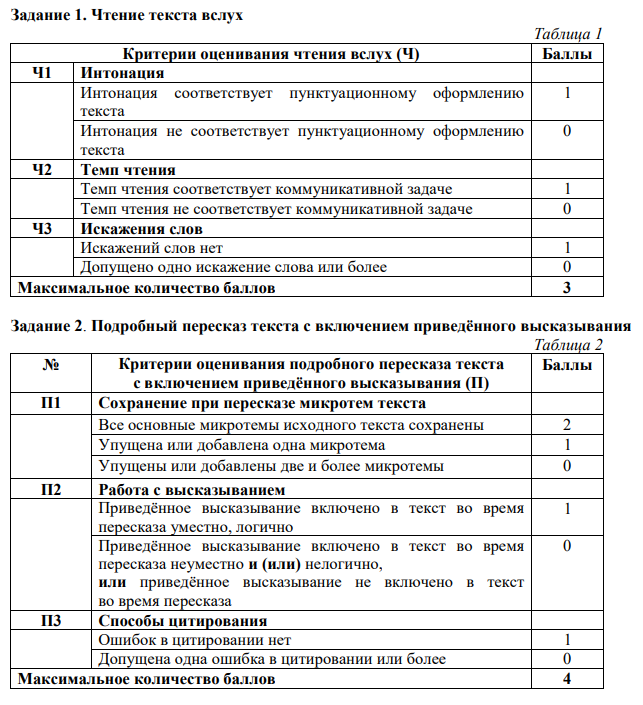 Задание 1. Чтение текста вслух
Таблица 1
Критерии оценивания чтения вслух (Ч) Баллы
Ч1 Интонация
Интонация соответствует пунктуационному оформлению 1
текста
Интонация не соответствует пунктуационному оформлению 0
текста
Ч2 Темп чтения
Темп чтения соответствует коммуникативной задаче 1
Темп чтения не соответствует коммуникативной задаче 0
Ч3 Искажения слов
Искажений слов нет 1
Допущено одно искажение слова или более 0
Максимальное количество баллов 3
Задание 2. Подробный пересказ текста с включением приведённого высказывания
Таблица 2
№ Критерии оценивания подробного пересказа текста Баллы
с включением приведённого высказывания (П)
П1 Сохранение при пересказе микротем текста
Все основные микротемы исходного текста сохранены 2
Упущена или добавлена одна микротема 1
Упущены или добавлены две и более микротемы 0
П2 Работа с высказыванием
Приведённое высказывание включено в текст во время 1
пересказа уместно, логично
Приведённое высказывание включено в текст во время 0
пересказа неуместно и (или) нелогично,
или приведённое высказывание не включено в текст
во время пересказа
П3 Способы цитирования
Ошибок в цитировании нет 1
Допущена одна ошибка в цитировании или более 0
Максимальное количество баллов 4